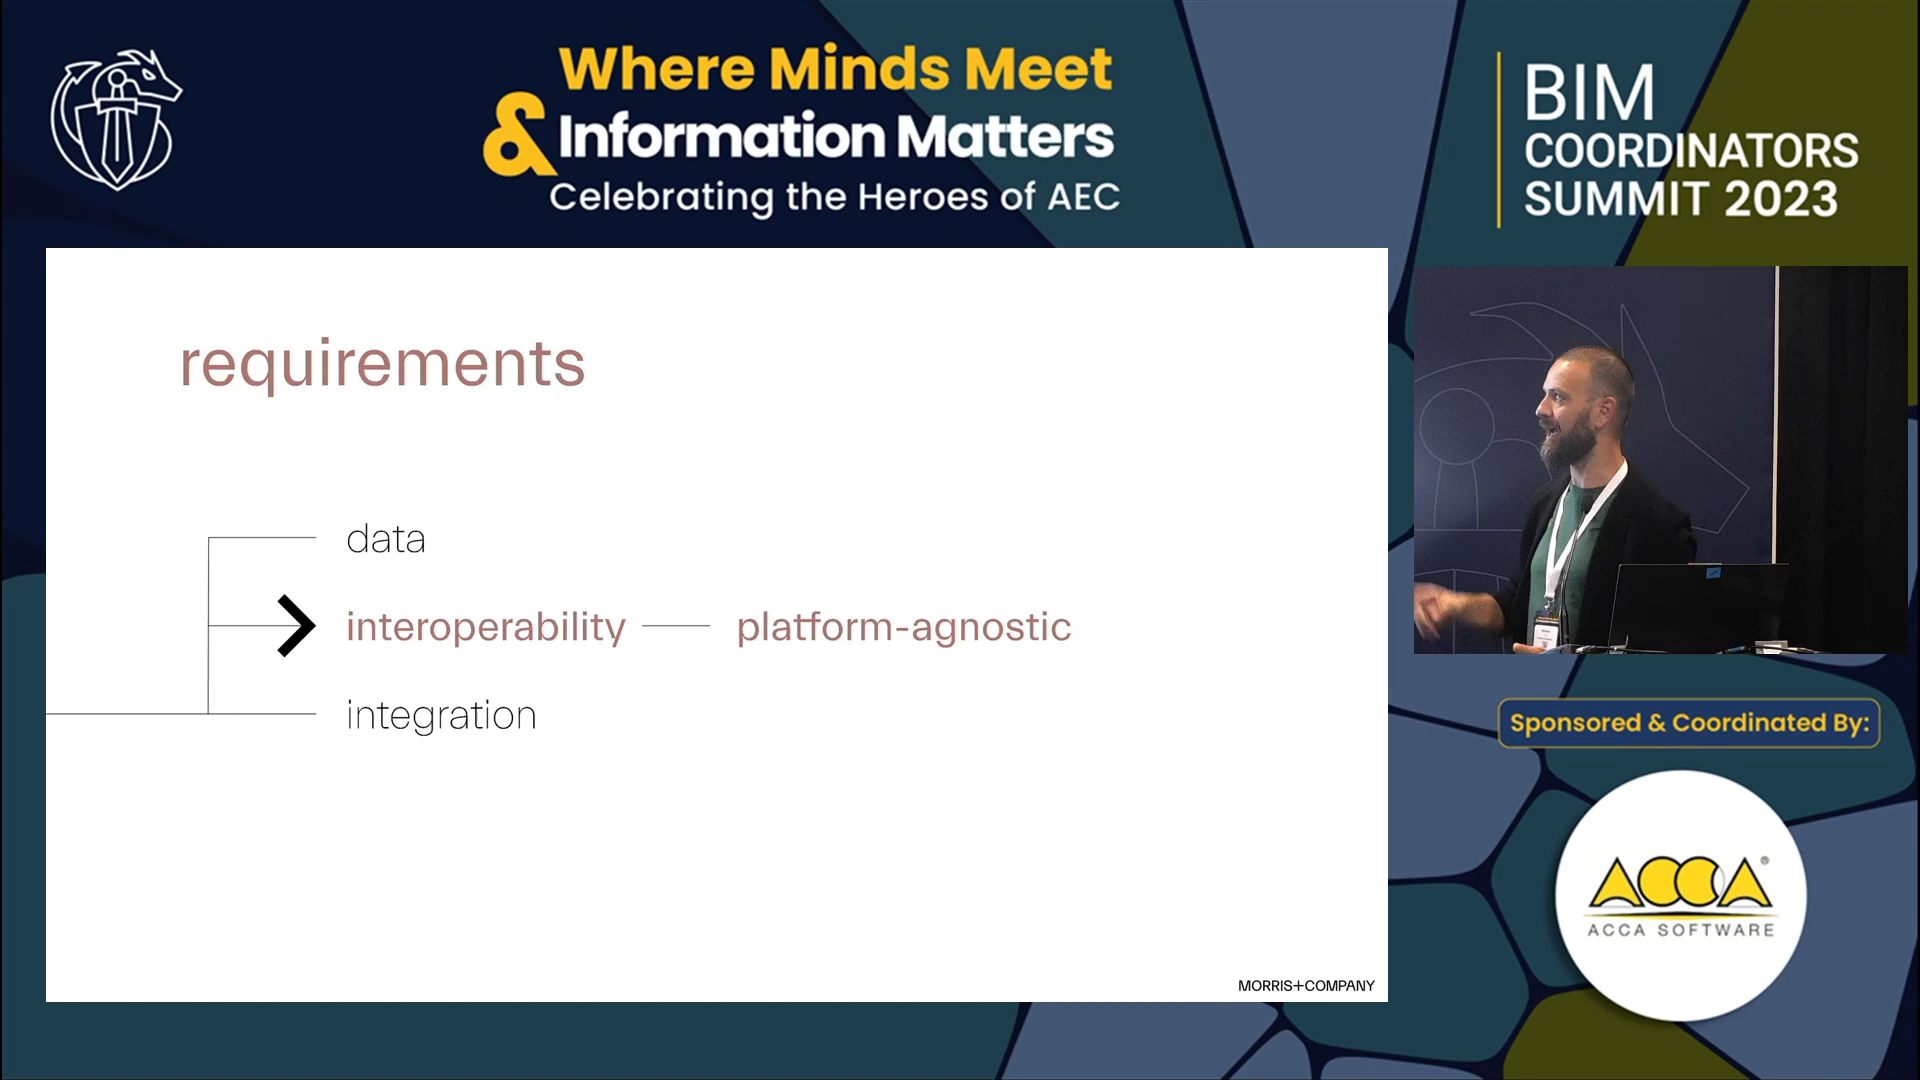 Where Minds Meet
& Information Matters
Celebrating the Heroes of AEC
BIM
COORDINATORS
SUMMIT 2023
requirements
data
interoperability platform-agnostic
integration
MORRIS+COMPANY
Sponsored & Coordinated By:
ACCA ®
ACCA SOFTWARE